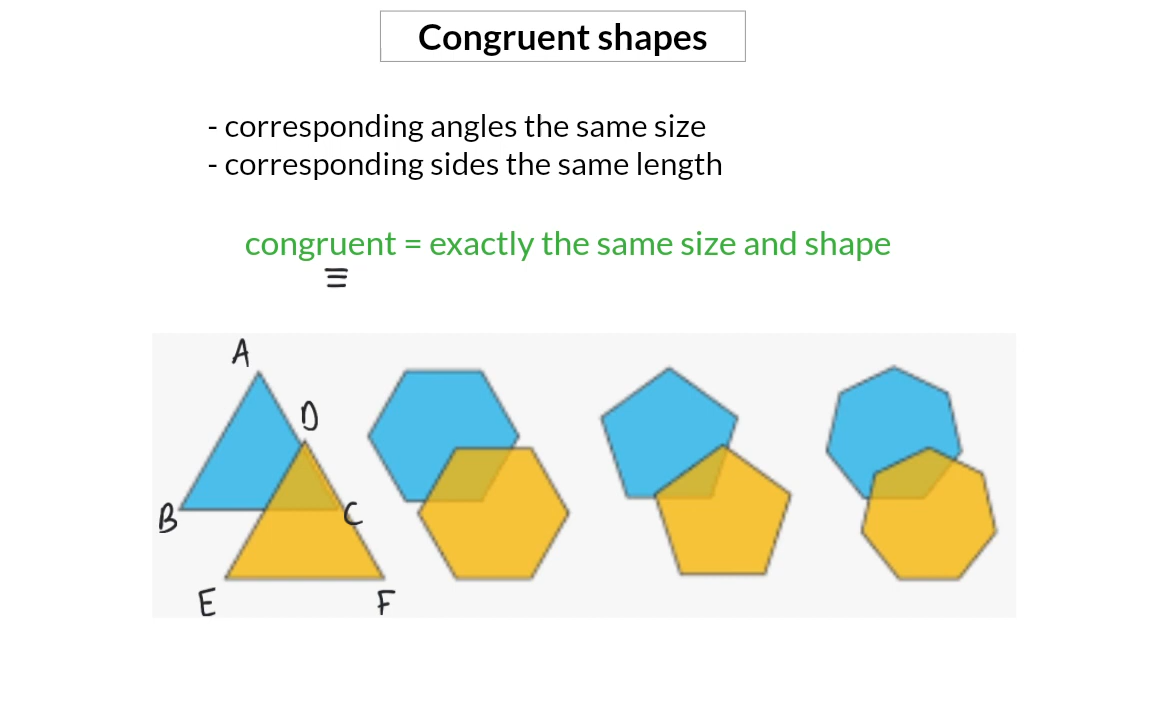 Congruent shapes
- corresponding angles the same size
- corresponding sides the same length
congruent = exactly the same size and shape
≡
A
D
B
C
E
F